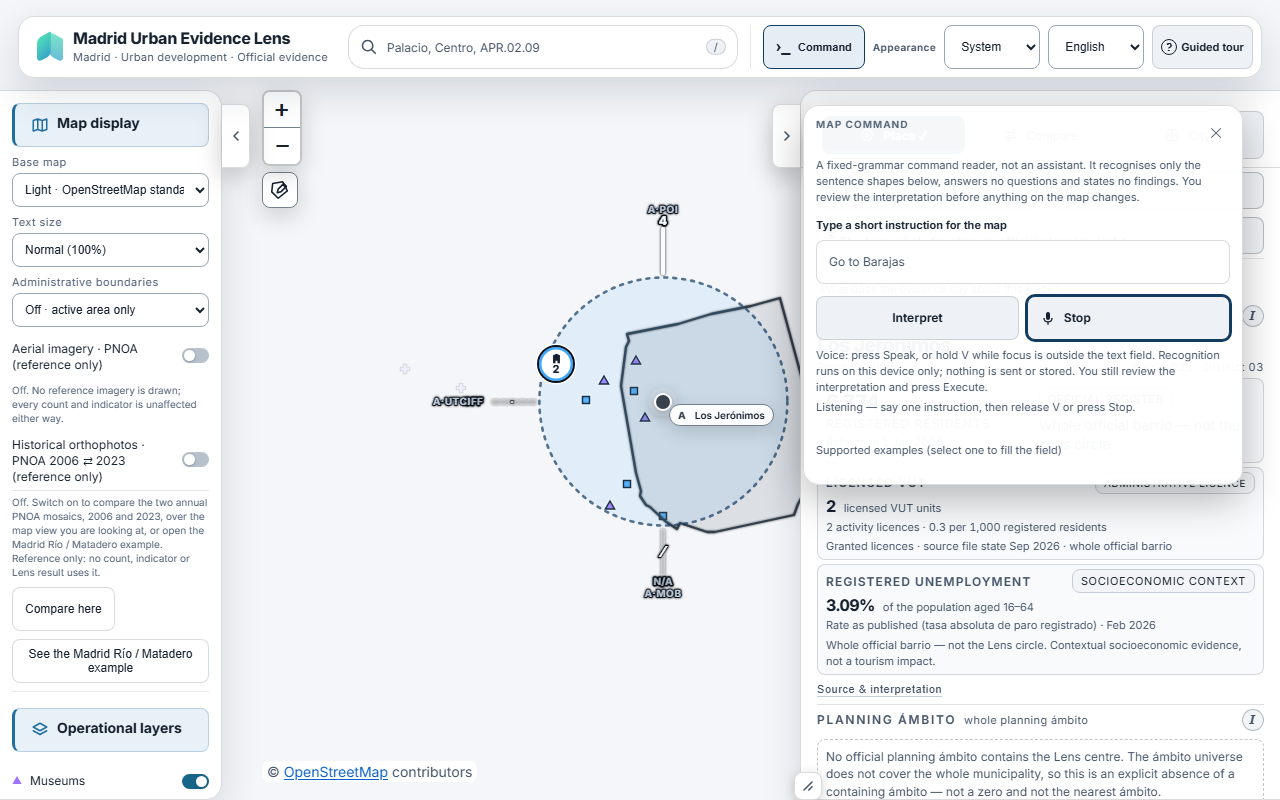 Madrid Urban Evidence Lens
Madrid · Urban development · Official evidence
Palacio, Centro, APR.02.09
/
Command
Appearance
System
English
Guided tour
Map display
Base map
Light · OpenStreetMap standa
Text size
Normal (100%)
Administrative boundaries
Off · active area only
Aerial imagery · PNOA
(reference only)
Off. No reference imagery is drawn;
every count and indicator is unaffected
either way.
Historical orthophotos ·
PNOA 2006 ⇄ 2023
(reference only)
Off. Switch on to compare the two annual
PNOA mosaics, 2006 and 2023, over the
map view you are looking at, or open the
Madrid Río / Matadero example.
Reference only: no count, indicator or
Lens result uses it.
Compare here
See the Madrid Río / Matadero
example
Operational layers
Museums
+
−
A-POI
4
2
A-UTCIFF
A Los Jerónimos
N/A
A-MOB
© OpenStreetMap contributors
MAP COMMAND
A fixed-grammar command reader, not an assistant. It recognises only the
sentence shapes below, answers no questions and states no findings. You
review the interpretation before anything on the map changes.
Type a short instruction for the map
Go to Barajas
Interpret
Stop
Voice: press Speak, or hold V while focus is outside the text field. Recognition
runs on this device only; nothing is sent or stored. You still review the
interpretation and press Execute.
Listening — say one instruction, then release V or press Stop.
Supported examples (select one to fill the field)
I
03
LICENSED VUT
ADMINISTRATIVE LICENCE
2 licensed VUT units
2 activity licences · 0.3 per 1,000 registered residents
Granted licences · source file state Sep 2026 · whole official barrio
REGISTERED UNEMPLOYMENT
SOCIOECONOMIC CONTEXT
3.09% of the population aged 16–64
Rate as published (tasa absoluta de paro registrado) · Feb 2026
Whole official barrio — not the Lens circle. Contextual socioeconomic evidence,
not a tourism impact.
Source & interpretation
PLANNING ÁMBITO whole planning ámbito
I
No official planning ámbito contains the Lens centre. The ámbito universe
does not cover the whole municipality, so this is an explicit absence of a
containing ámbito — not a zero and not the nearest ámbito.